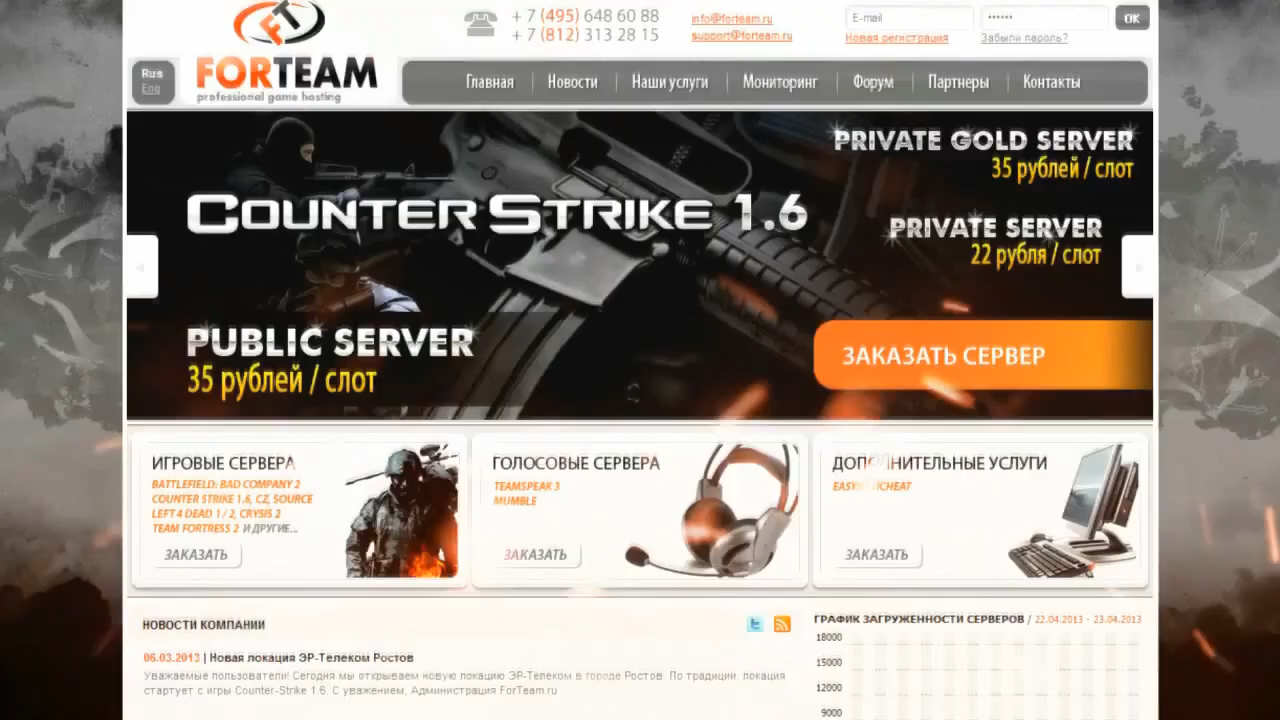 + 7 (495) 648 60 88
+ 7 (812) 313 28 15
info@forteam.ru
support@forteam.ru
E-mail
••••••
OK
Новая регистрация
Забыли пароль?
Rus
Eng
FT
FORTEAM
professional game hosting
Главная
Новости
Наши услуги
Мониторинг
Форум
Партнеры
Контакты
COUNTER STRIKE 1.6
PRIVATE GOLD SERVER
35 рублей / слот
PRIVATE SERVER
22 рубля / слот
PUBLIC SERVER
35 рублей / слот
ЗАКАЗАТЬ СЕРВЕР
ИГРОВЫЕ СЕРВЕРА
BATTLEFIELD: BAD COMPANY 2
COUNTER STRIKE 1.6, CZ, SOURCE
LEFT 4 DEAD 1 / 2, CRYSIS 2
TEAM FORTRESS 2 И ДРУГИЕ...
ЗАКАЗАТЬ
ГОЛОСОВЫЕ СЕРВЕРА
TEAMSPEAK 3
MUMBLE
ЗАКАЗАТЬ
ДОПОЛНИТЕЛЬНЫЕ УСЛУГИ
ЗАКАЗАТЬ
НОВОСТИ КОМПАНИИ
06.03.2013 | Новая локация ЭР-Телеком Ростов
Уважаемые пользователи! Сегодня мы открываем новую локацию ЭР-Телеком в городе Ростов. По традиции, локация
стартует с игры Counter-Strike 1.6. С уважением, Администрация ForTeam.ru
ГРАФИК ЗАГРУЖЕННОСТИ СЕРВЕРОВ / 22.04.2013 - 23.04.2013
18000
15000
12000
9000